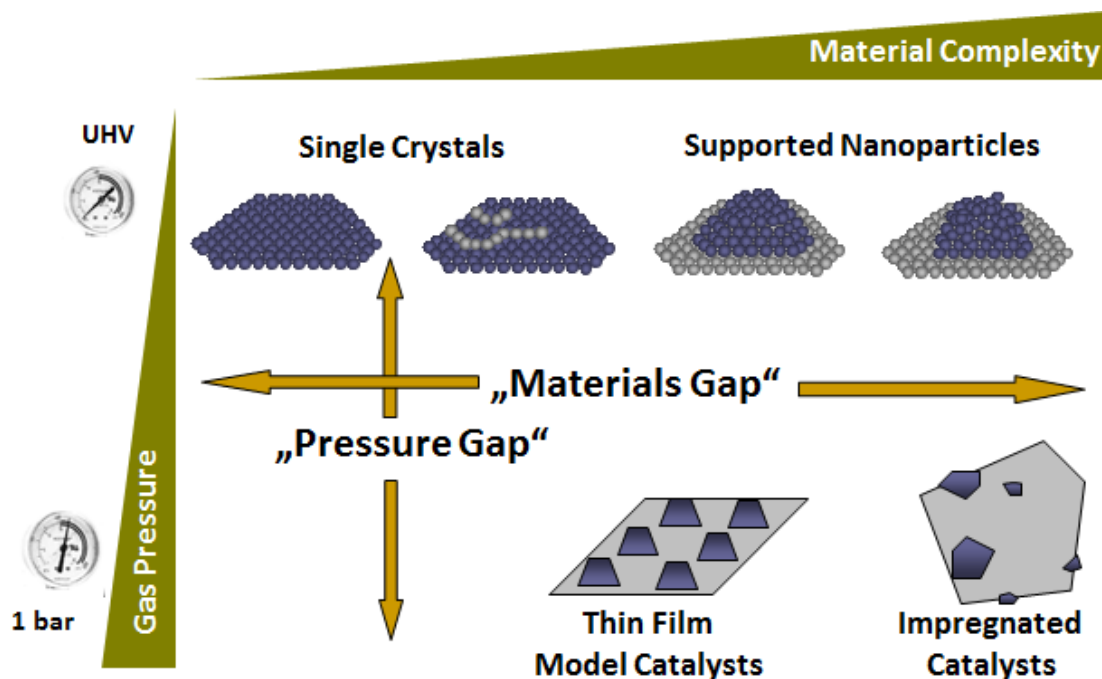 Material Complexity
UHV
Single Crystals
Supported Nanoparticles
„Materials Gap“
„Pressure Gap“
Gas Pressure
1 bar
Thin Film
Model Catalysts
Impregnated
Catalysts